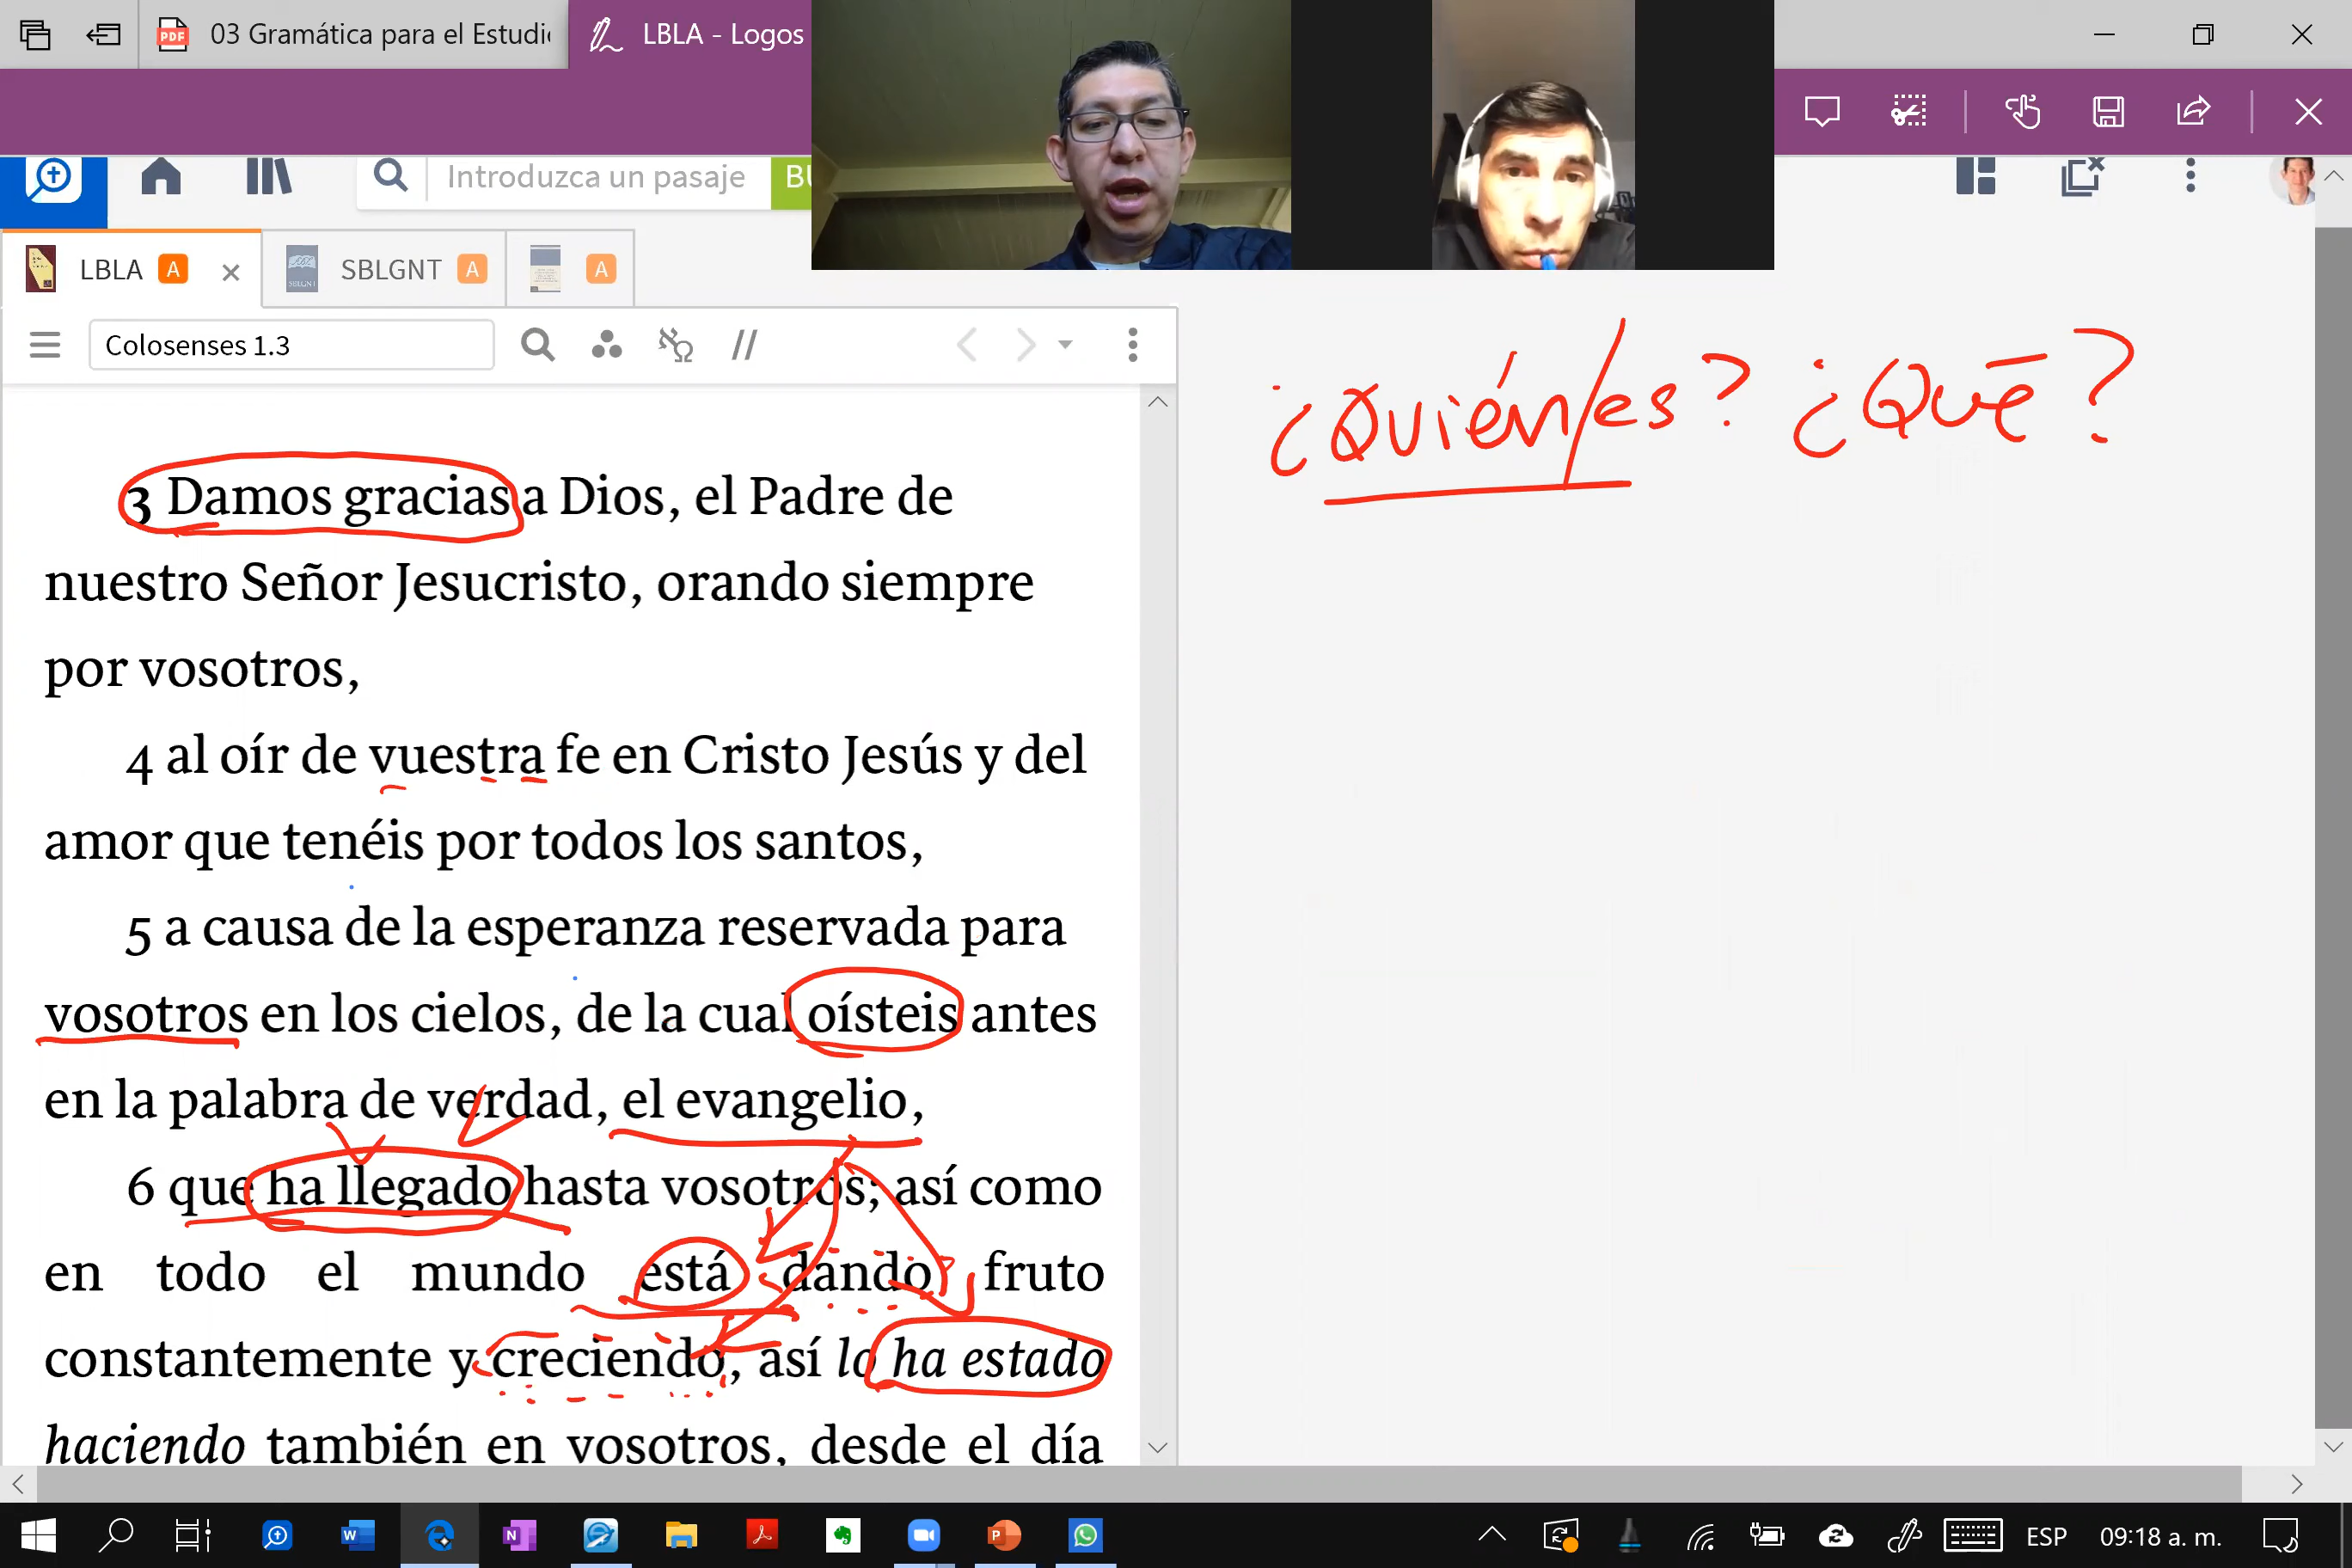 03 Gramática para el Estudi
LBLA - Logos
Introduzca un pasaje
BU
LBLA A
SBLGNT A
A
Colosenses 1.3
¿Quién/es? ¿Qué?
3 Damos gracias a Dios, el Padre de
nuestro Señor Jesucristo, orando siempre
por vosotros,
4 al oír de vuestra fe en Cristo Jesús y del
amor que tenéis por todos los santos,
5 a causa de la esperanza reservada para
vosotros en los cielos, de la cual oísteis antes
en la palabra de verdad, el evangelio,
6 que ha llegado hasta vosotros; así como
en todo el mundo está dando fruto
constantemente y creciendo, así lo ha estado
haciendo también en vosotros, desde el día
ESP 09:18 a. m.